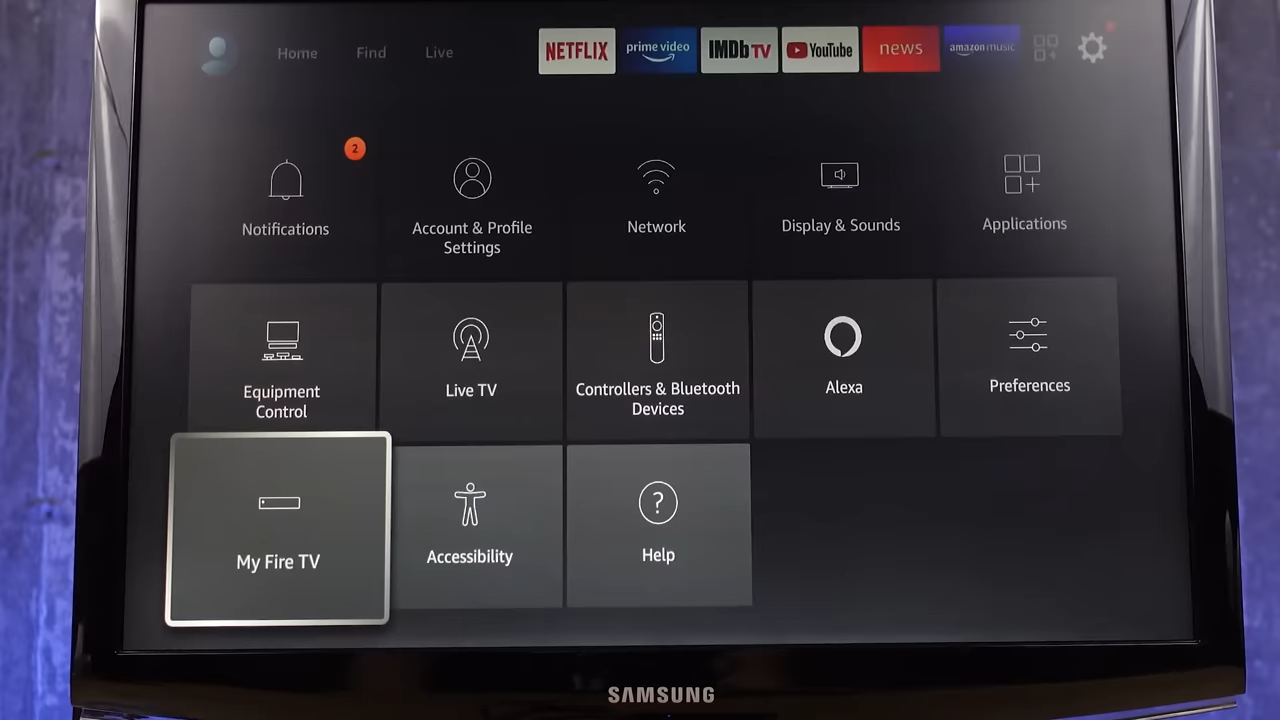 Home Find Live NETFLIX prime video IMDb TV YouTube news amazon music
2
Notifications
Account & Profile
Settings
Network
Display & Sounds
Applications
Equipment
Control
Live TV
Controllers & Bluetooth
Devices
Alexa
Preferences
My Fire TV
Accessibility
?
Help
SAMSUNG